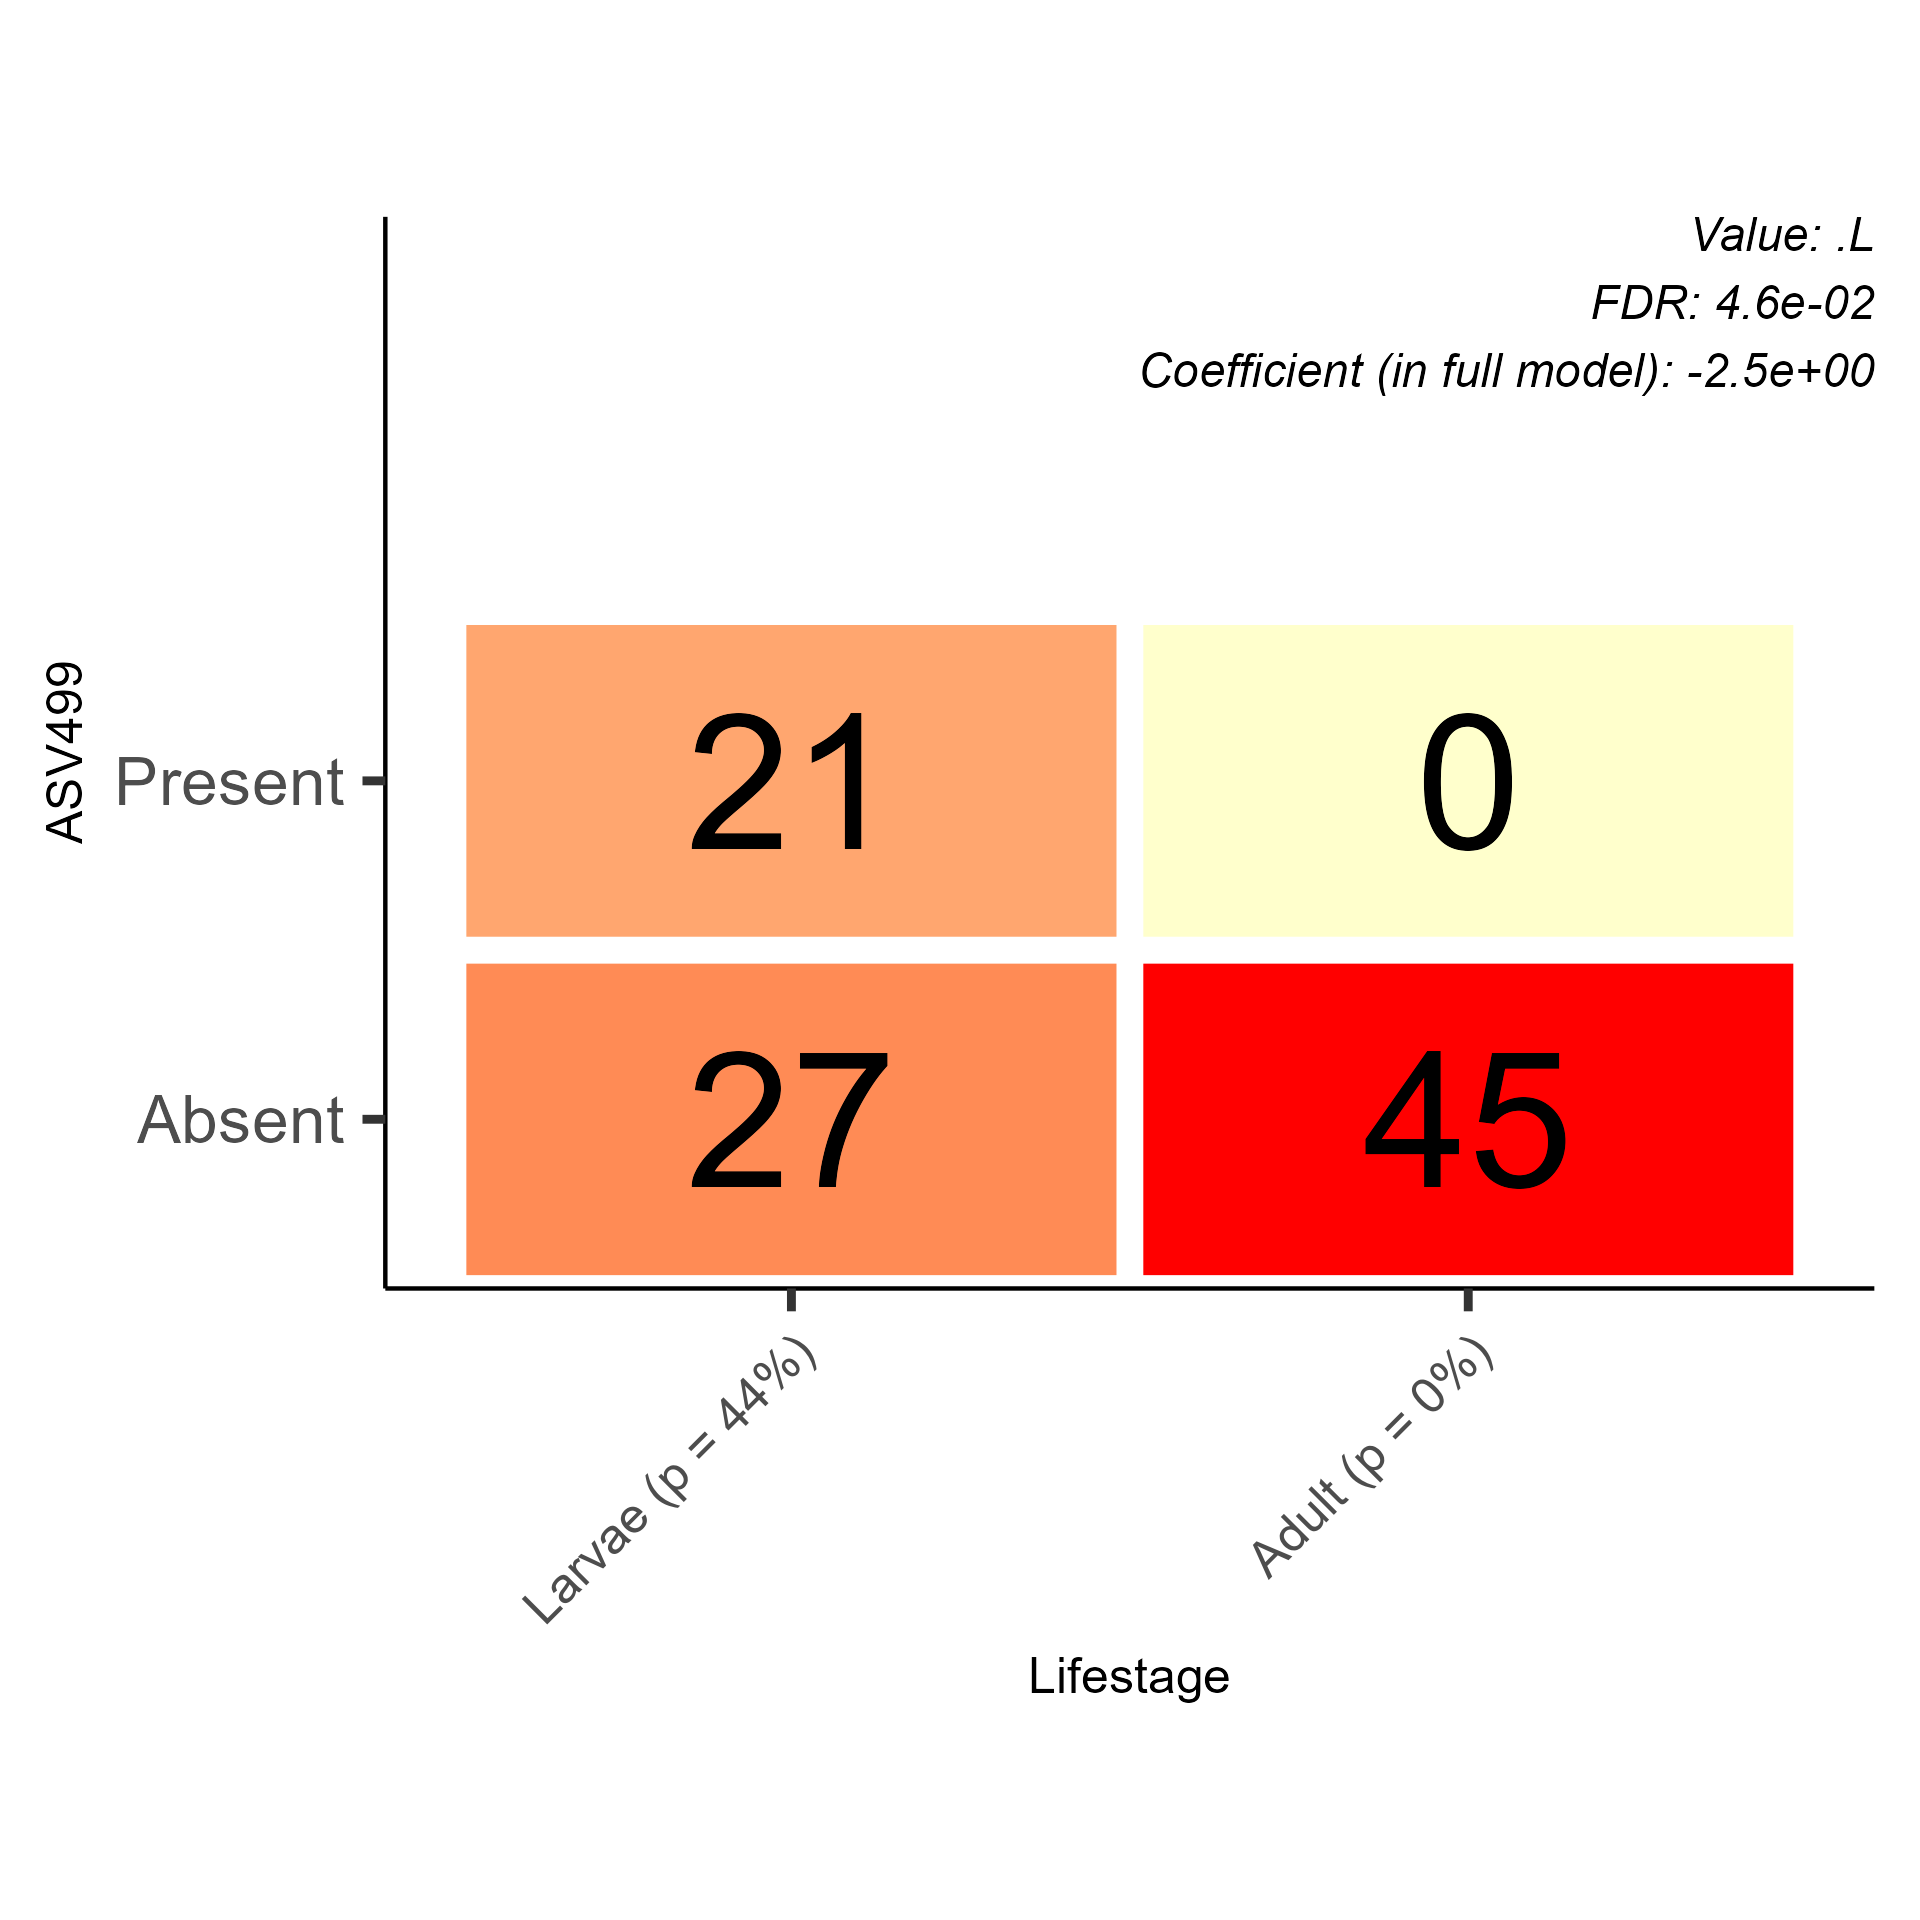 Value: .L
FDR: 4.6e-02
Coefficient (in full model): -2.5e+00
ASV499
Present
21
0
Absent
27
45
Larvae (p = 44%)
Adult (p = 0%)
Lifestage